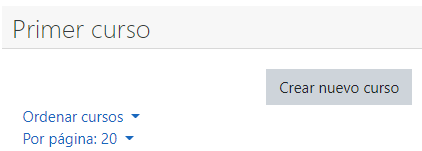 Primer curso
Crear nuevo curso
Ordenar cursos
Por página: 20